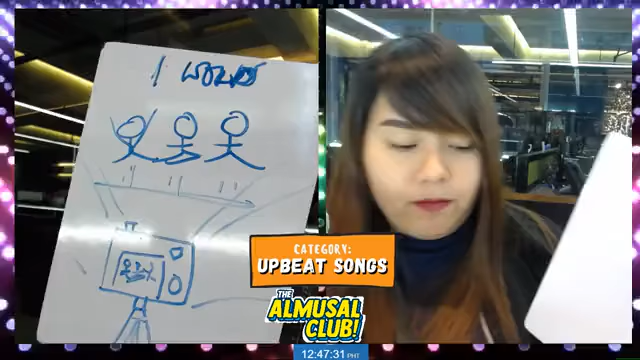 1 WORD
CATEGORY:
UPBEAT SONGS
THE
ALMUSAL
CLUB!
12:47:31 PHT